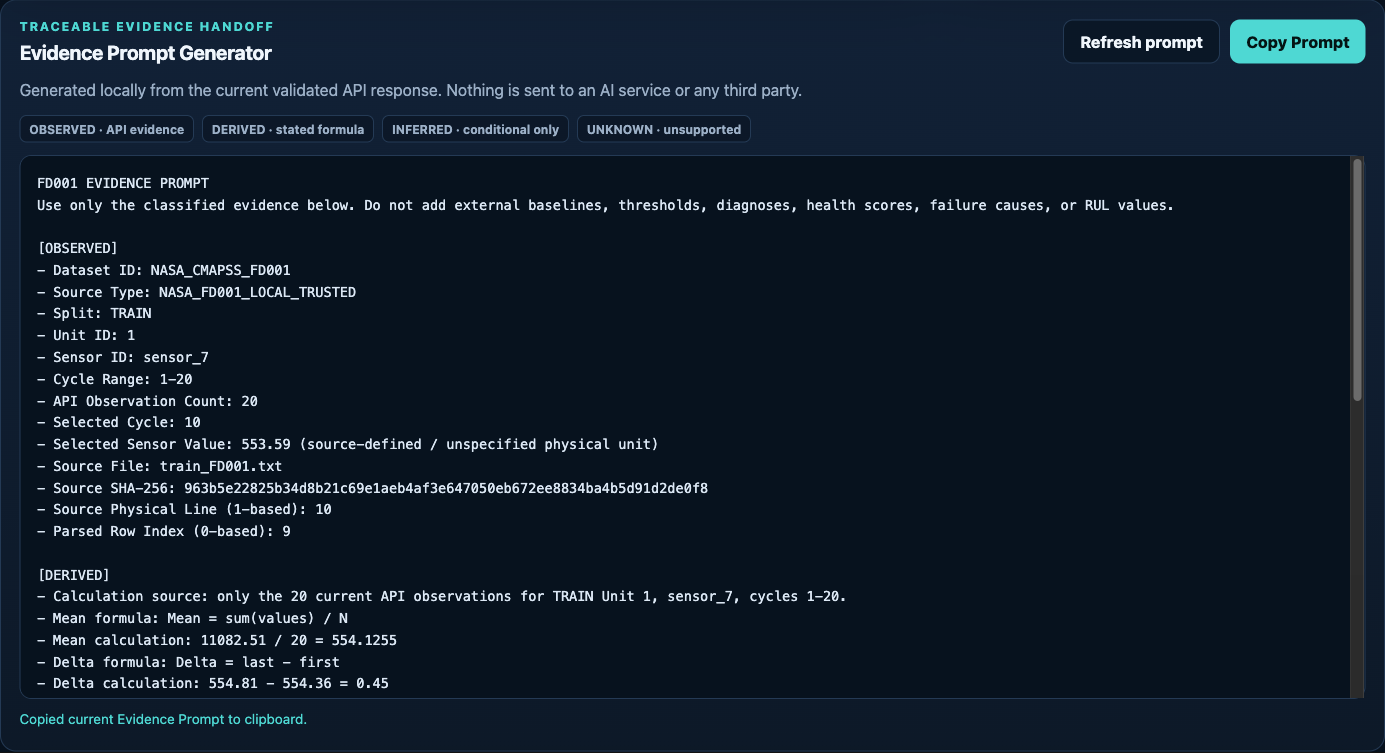 TRACEABLE EVIDENCE HANDOFF
Evidence Prompt Generator
Refresh prompt
Copy Prompt
Generated locally from the current validated API response. Nothing is sent to an AI service or any third party.
OBSERVED · API evidence
DERIVED · stated formula
INFERRED · conditional only
UNKNOWN · unsupported
FD001 EVIDENCE PROMPT
Use only the classified evidence below. Do not add external baselines, thresholds, diagnoses, health scores, failure causes, or RUL values.
[OBSERVED]
– Dataset ID: NASA_CMAPSS_FD001
– Source Type: NASA_FD001_LOCAL_TRUSTED
– Split: TRAIN
– Unit ID: 1
– Sensor ID: sensor_7
– Cycle Range: 1–20
– API Observation Count: 20
– Selected Cycle: 10
– Selected Sensor Value: 553.59 (source-defined / unspecified physical unit)
– Source File: train_FD001.txt
– Source SHA-256: 963b5e22825b34d8b21c69e1aeb4af3e647050eb672ee8834ba4b5d91d2de0f8
– Source Physical Line (1-based): 10
– Parsed Row Index (0-based): 9
[DERIVED]
– Calculation source: only the 20 current API observations for TRAIN Unit 1, sensor_7, cycles 1–20.
– Mean formula: Mean = sum(values) / N
– Mean calculation: 11082.51 / 20 = 554.1255
– Delta formula: Delta = last − first
– Delta calculation: 554.81 − 554.36 = 0.45
Copied current Evidence Prompt to clipboard.